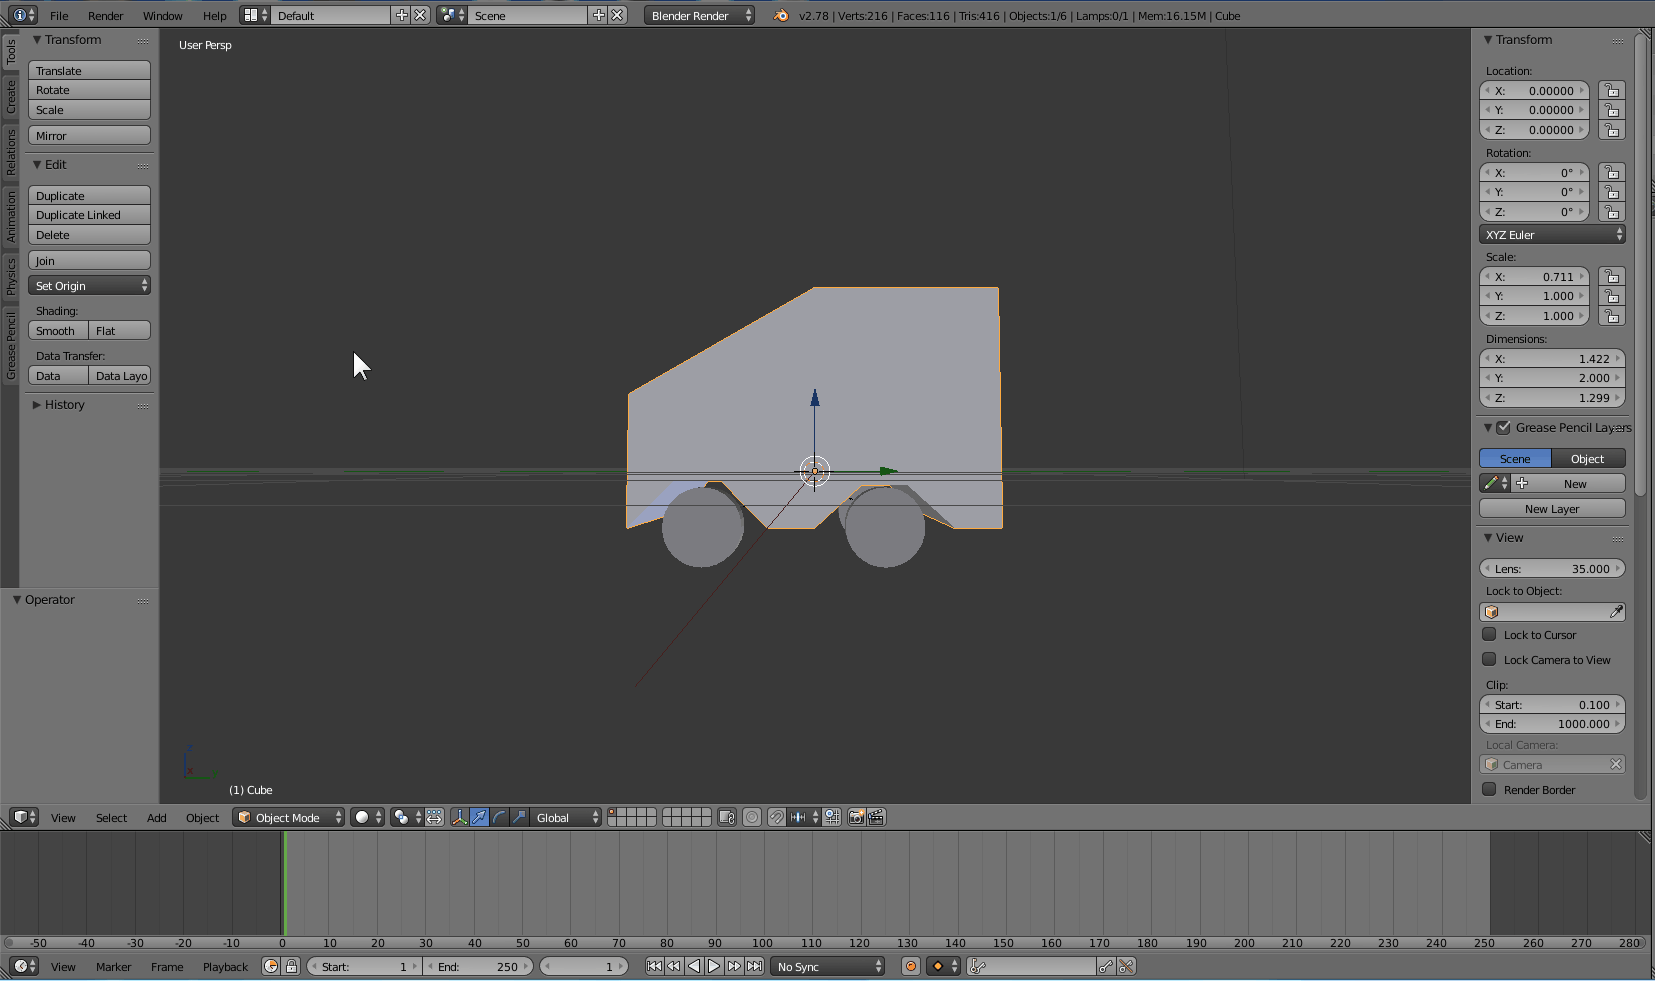 File Render Window Help Default Scene Blender Render v2.78 | Verts:216 | Faces:116 | Tris:416 | Objects:1/6 | Lamps:0/1 | Mem:16.15M | Cube
Tools
Create
Relations
Animation
Physics
Grease Pencil
Transform
Translate
Rotate
Scale
Mirror
Edit
Duplicate
Duplicate Linked
Delete
Join
Set Origin
Shading:
Smooth Flat
Data Transfer:
Data Data Layo
History
Operator
User Persp
z
x
(1) Cube
Transform
Location:
X: 0.00000
Y: 0.00000
Z: 0.00000
Rotation:
X: 0°
Y: 0°
Z: 0°
XYZ Euler
Scale:
X: 0.711
Y: 1.000
Z: 1.000
Dimensions:
X: 1.422
Y: 2.000
Z: 1.299
Grease Pencil Layers
Scene Object
New
New Layer
View
Lens: 35.000
Lock to Object:
Lock to Cursor
Lock Camera to View
Clip:
Start: 0.100
End: 1000.000
Local Camera:
Camera
Render Border
View Select Add Object Object Mode Global
-50 -40 -30 -20 -10 0 10 20 30 40 50 60 70 80 90 100 110 120 130 140 150 160 170 180 190 200 210 220 230 240 250 260 270 280
View Marker Frame Playback Start: 1 End: 250 1 No Sync